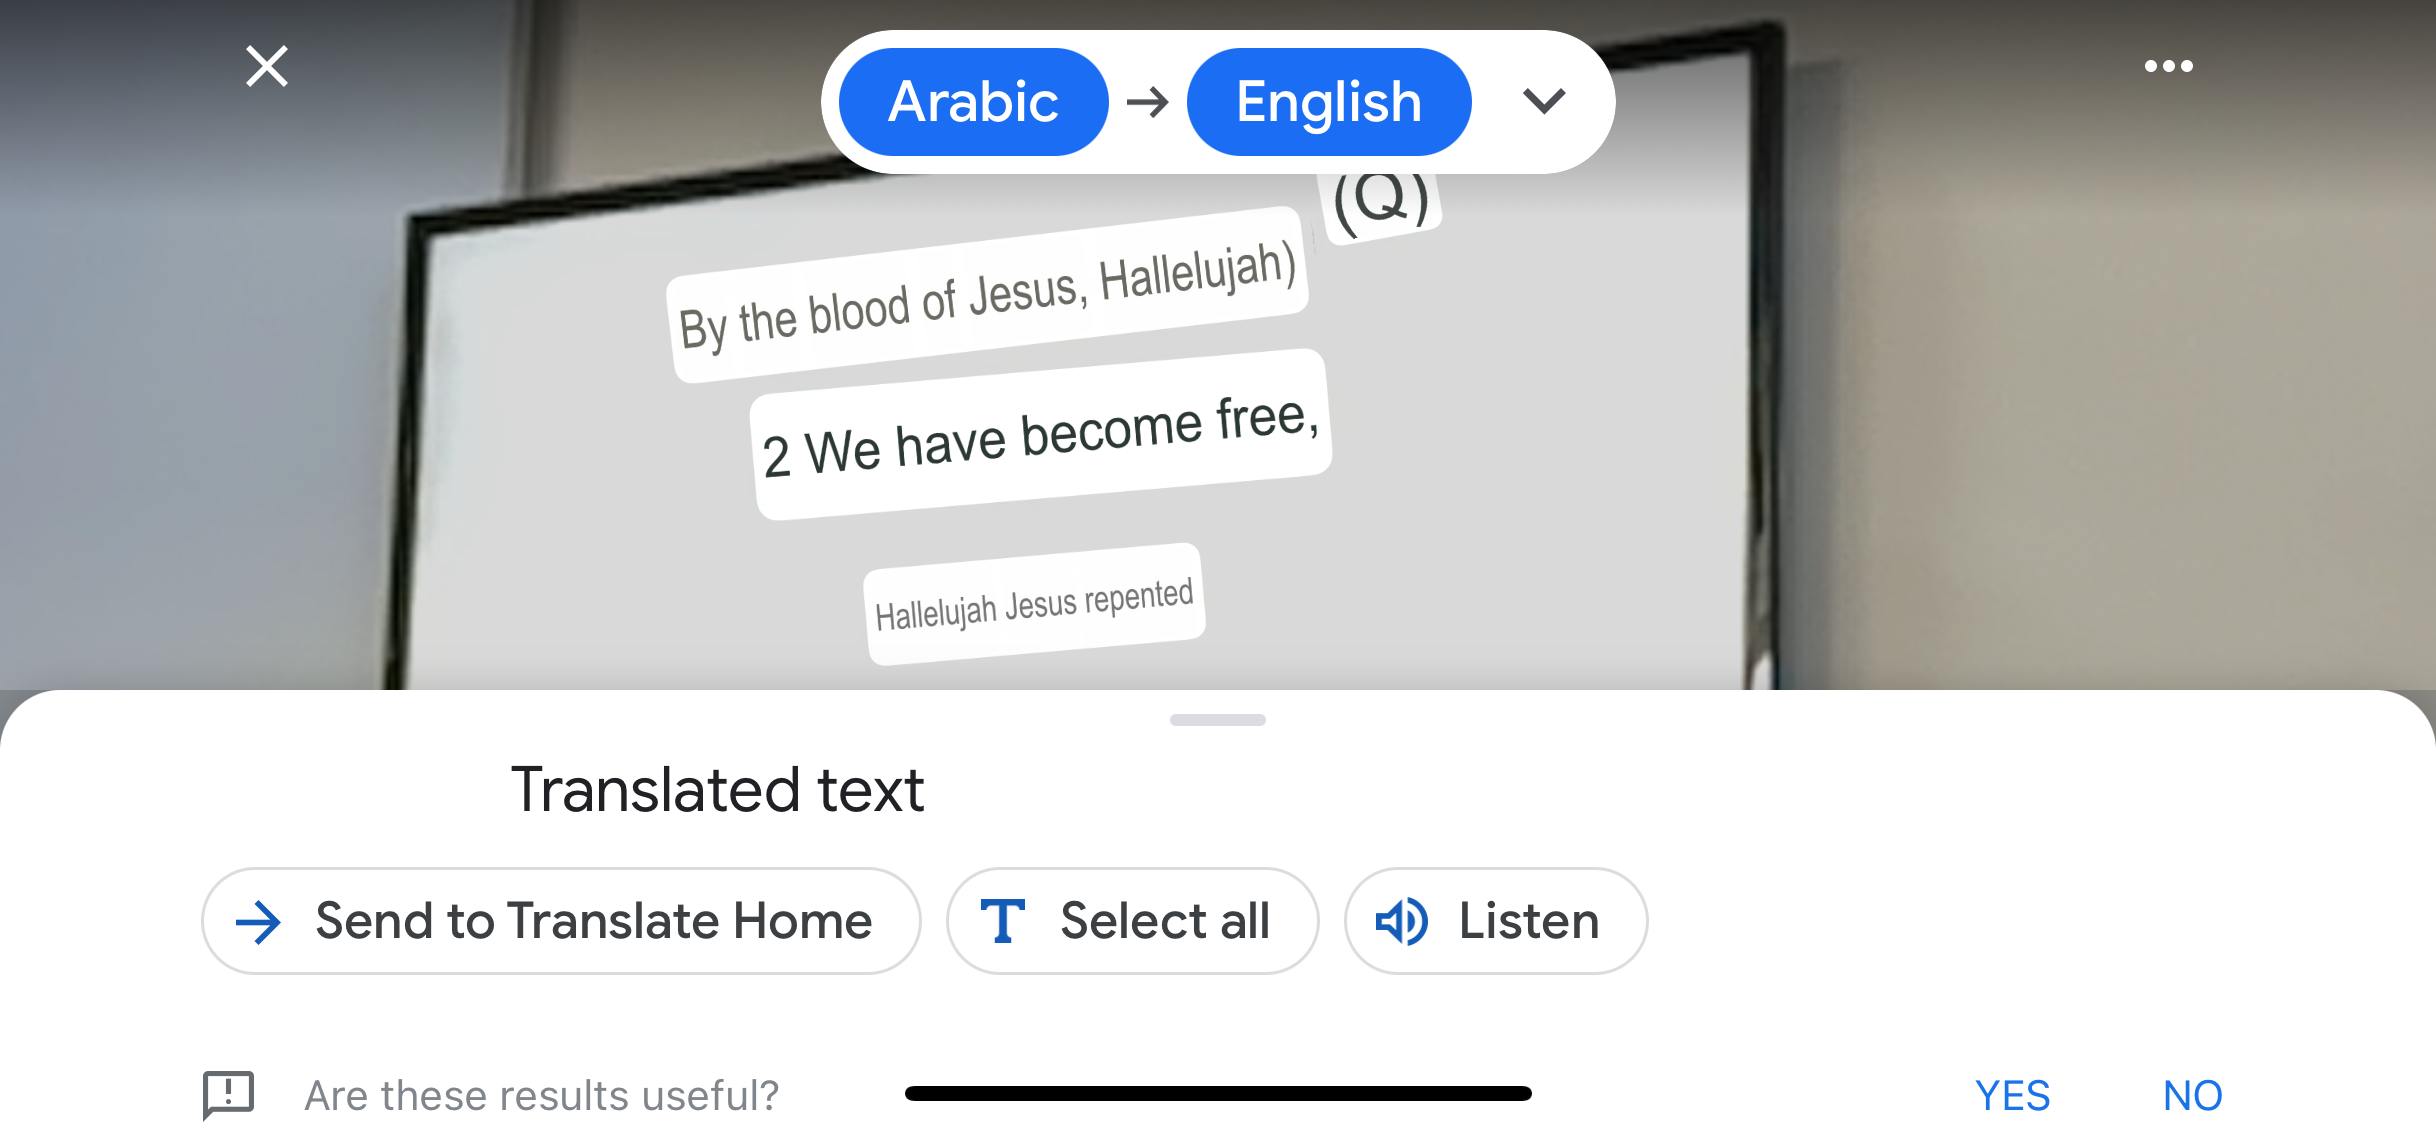 Arabic → English
(Q)
By the blood of Jesus, Hallelujah)
2 We have become free,
Hallelujah Jesus repented
Translated text
Send to Translate Home
Select all
Listen
Are these results useful?
YES
NO